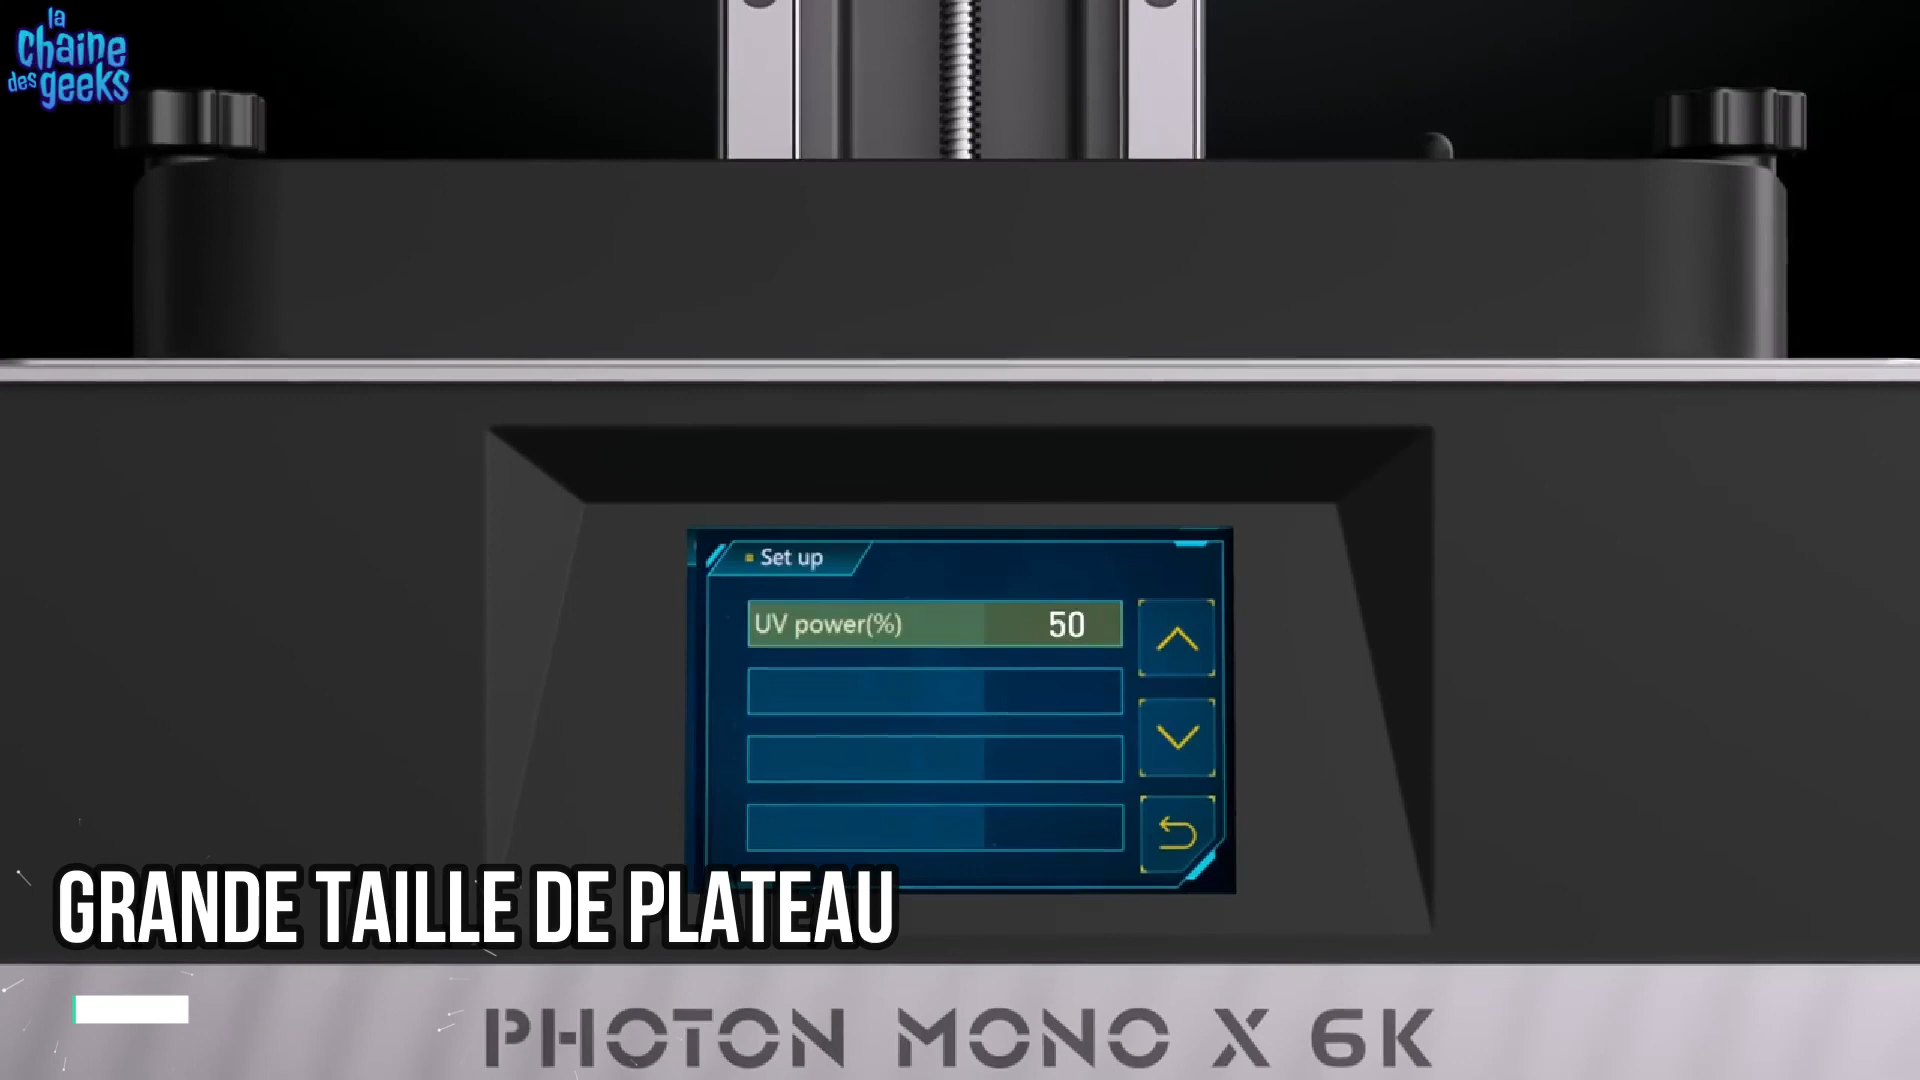 la
Chaine
des geeks
Set up
UV power(%) 50
GRANDE TAILLE DE PLATEAU
PHOTON MONO X 6K